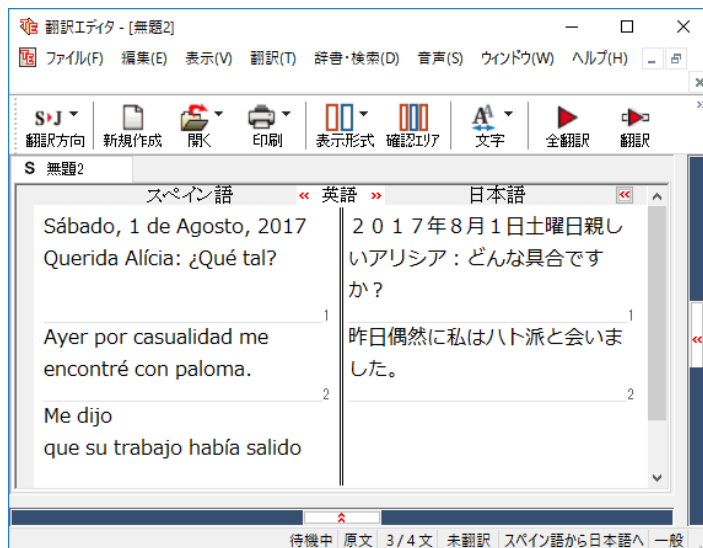 翻訳エディタ - [無題2]
ファイル(F) 編集(E) 表示(V) 翻訳(T) 辞書・検索(D) 音声(S) ウィンドウ(W) ヘルプ(H)
S▸J
翻訳方向 新規作成 開く 印刷 表示形式 確認エリア 文字 全翻訳 翻訳
S 無題2
スペイン語 « 英語 » 日本語 «
Sábado, 1 de Agosto, 2017
Querida Alícia: ¿Qué tal?
1
２０１７年８月１日土曜日親し
いアリシア：どんな具合です
か？
1
Ayer por casualidad me
encontré con paloma.
2
昨日偶然に私はハト派と会いま
した。
2
Me dijo
que su trabajo había salido
待機中 原文 3/4文 未翻訳 スペイン語から日本語へ 一般